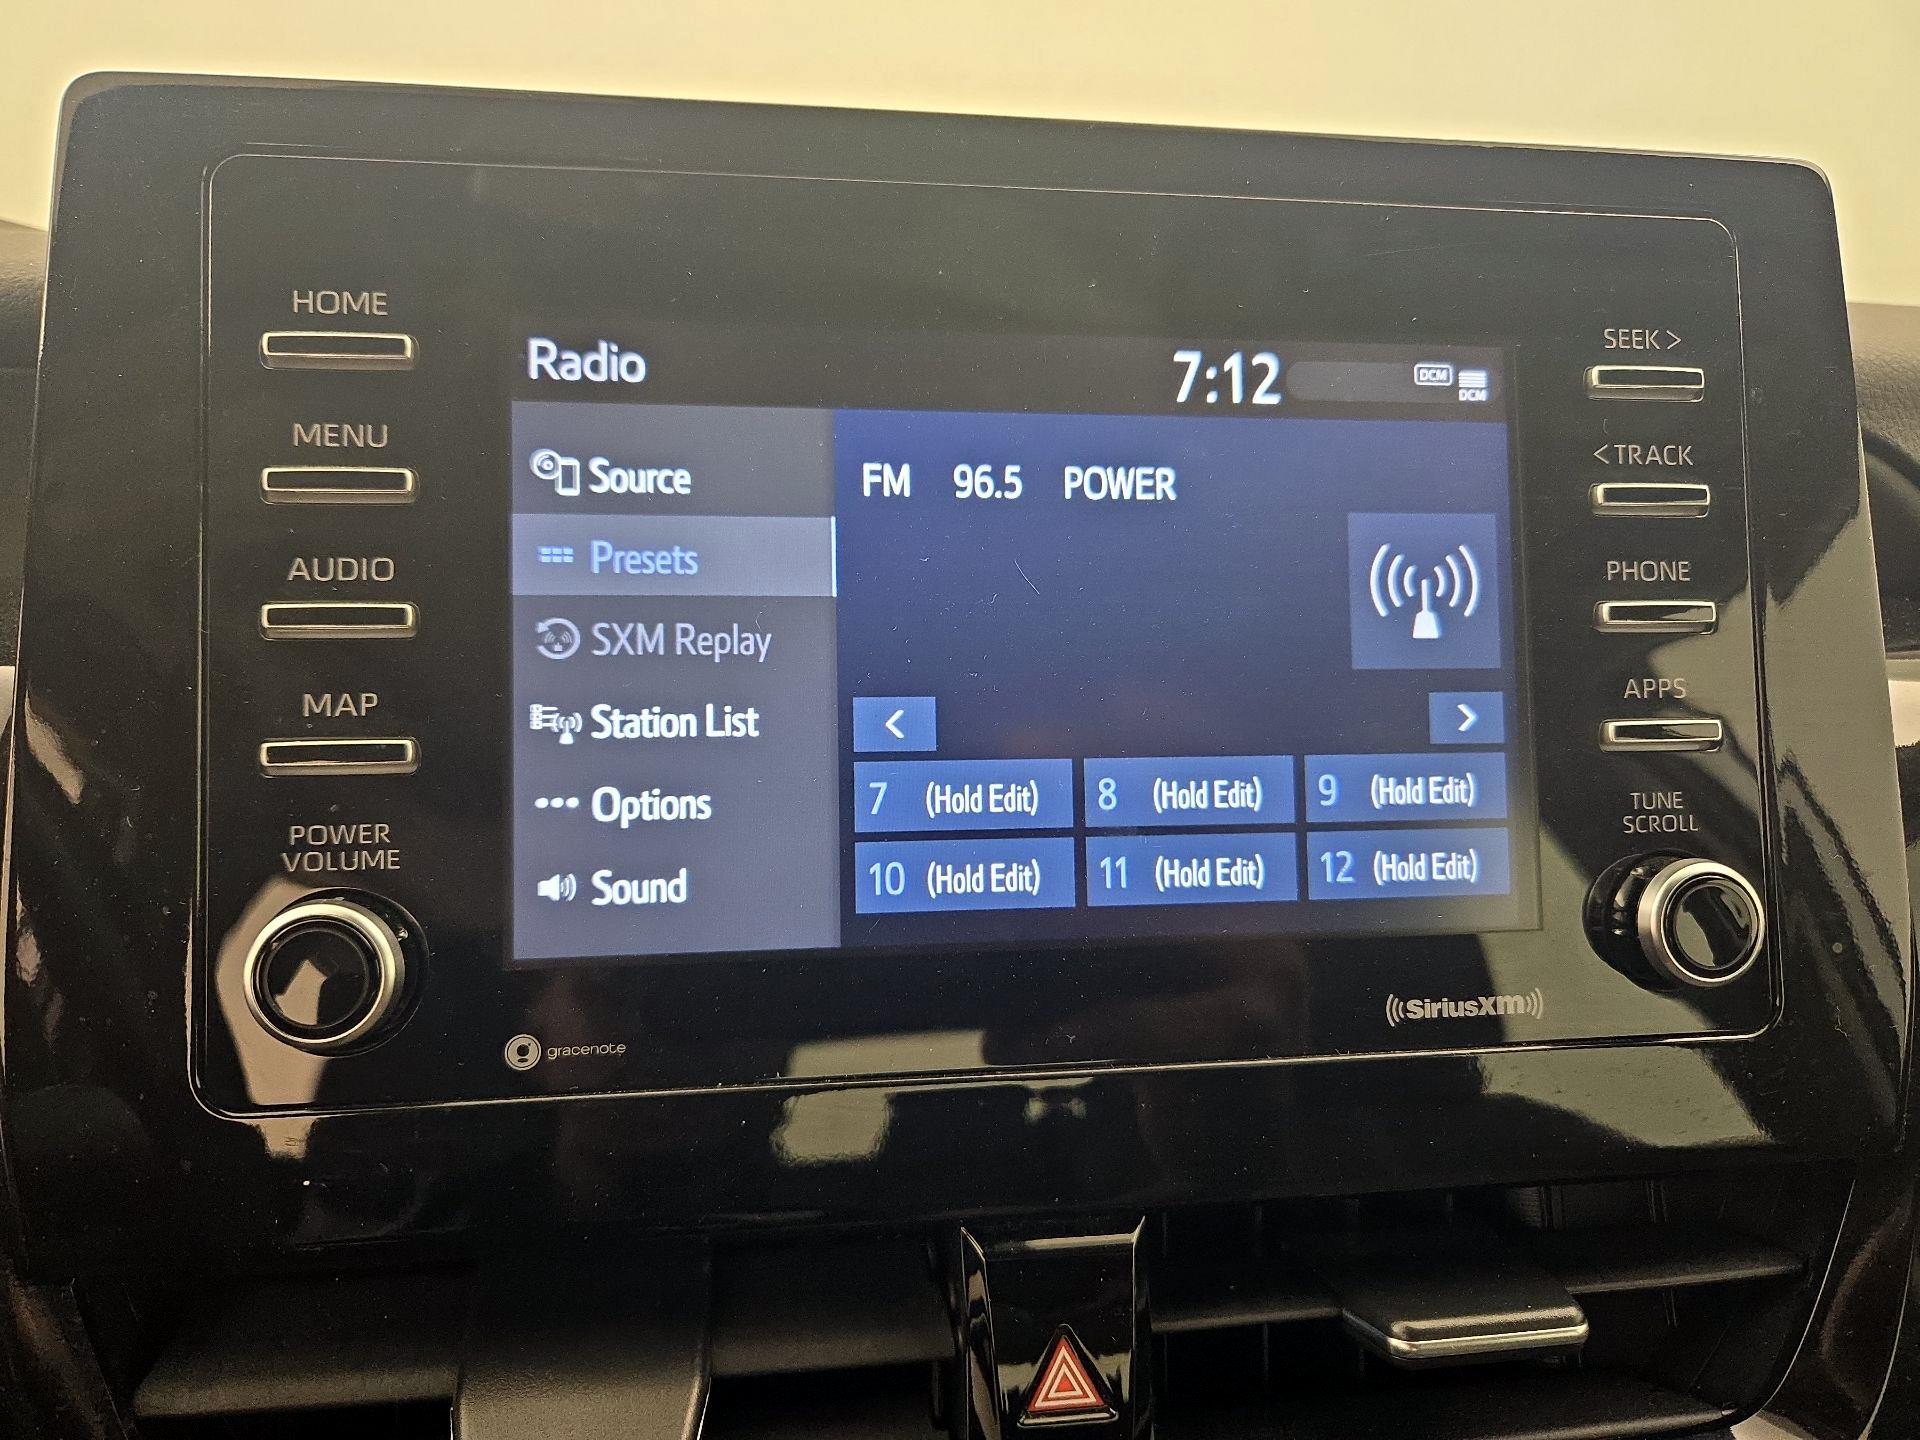 HOME
MENU
AUDIO
MAP
POWER
VOLUME
Radio
7:12
DCM
DCM
Source
Presets
SXM Replay
Station List
Options
Sound
FM 96.5 POWER
<
>
7 (Hold Edit)
8 (Hold Edit)
9 (Hold Edit)
10 (Hold Edit)
11 (Hold Edit)
12 (Hold Edit)
SEEK >
< TRACK
PHONE
APPS
TUNE
SCROLL
gracenote
((SiriusXm))